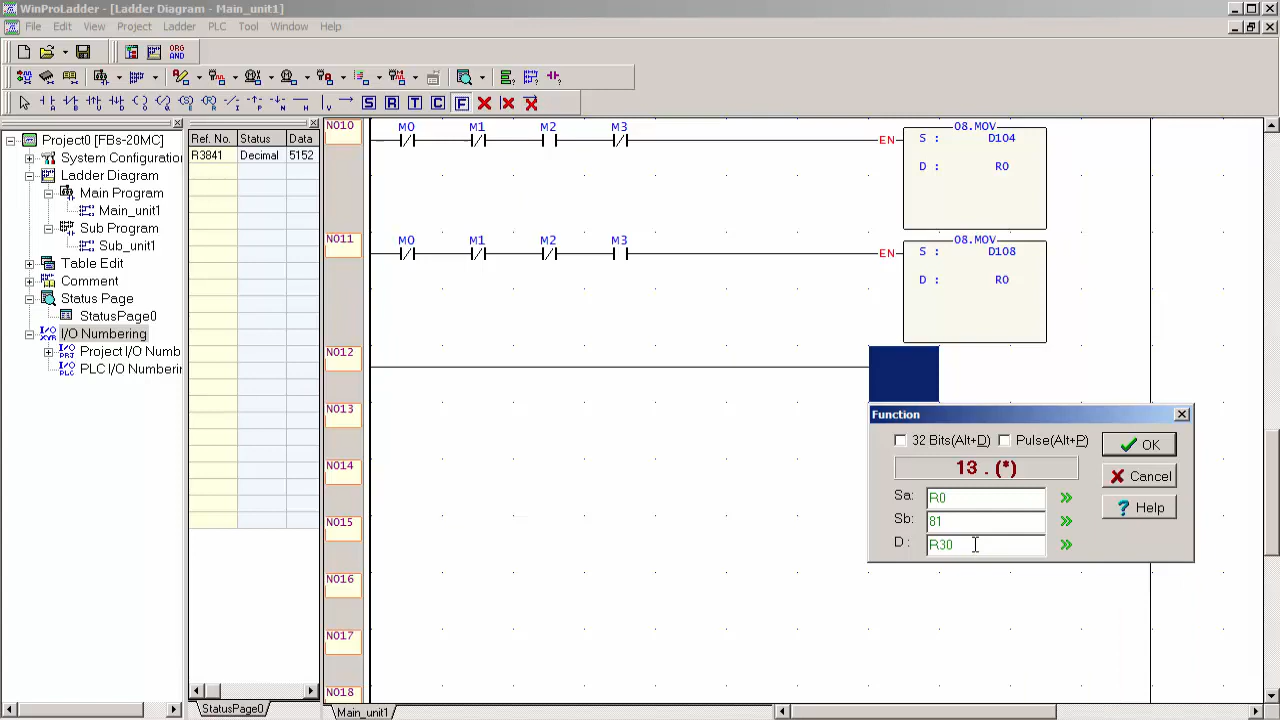 WinProLadder - [Ladder Diagram - Main_unit1]
File Edit View Project Ladder Tool PLC Window Help
ORG AND
S R T C F
Project0 [FBs-20MC]
System Configuratio
Ladder Diagram
Main Program
Main_unit1
Sub Program
Sub_unit1
Table Edit
Comment
Status Page
StatusPage0
I/O Numbering
Project I/O Numb
PLC I/O Numberin
Ref. No. Status Data
R3841 Decimal 5152
StatusPage0
N010 M0 M1 M2 M3
EN 08.MOV
S : D104
D : R0
N011 M0 M1 M2 M3
EN 08.MOV
S : D108
D : R0
N012
N013
N014
N015
N016
N017
N018
Function
32 Bits(Alt+D) Pulse(Alt+P) OK
13 . (*) Cancel
Sa: R0
Sb: 81 Help
D : R30
Main_unit1